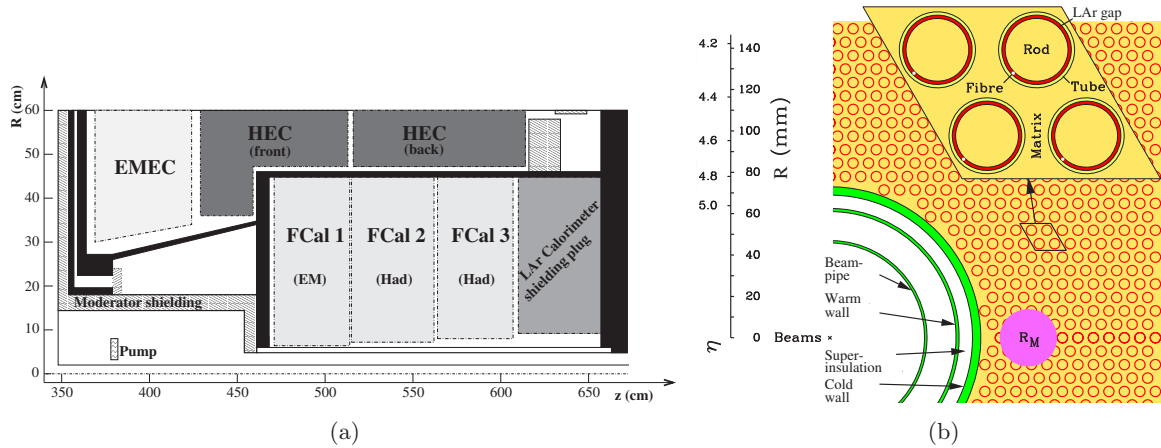 R (cm)
60
50
40
30
20
10
0
350
400
450
500
550
600
650
z (cm)
EMEC
HEC
(front)
HEC
(back)
FCal 1
(EM)
FCal 2
(Had)
FCal 3
(Had)
LAr Calorimeter
shielding plug
Moderator shielding
Pump
(a)
η
4.2
4.4
4.6
4.8
5.0
R (mm)
140
120
100
80
60
40
20
0
Beams
LAr gap
Rod
Fibre
Tube
Matrix
Beam-
pipe
Warm
wall
Super-
insulation
Cold
wall
R_M
(b)